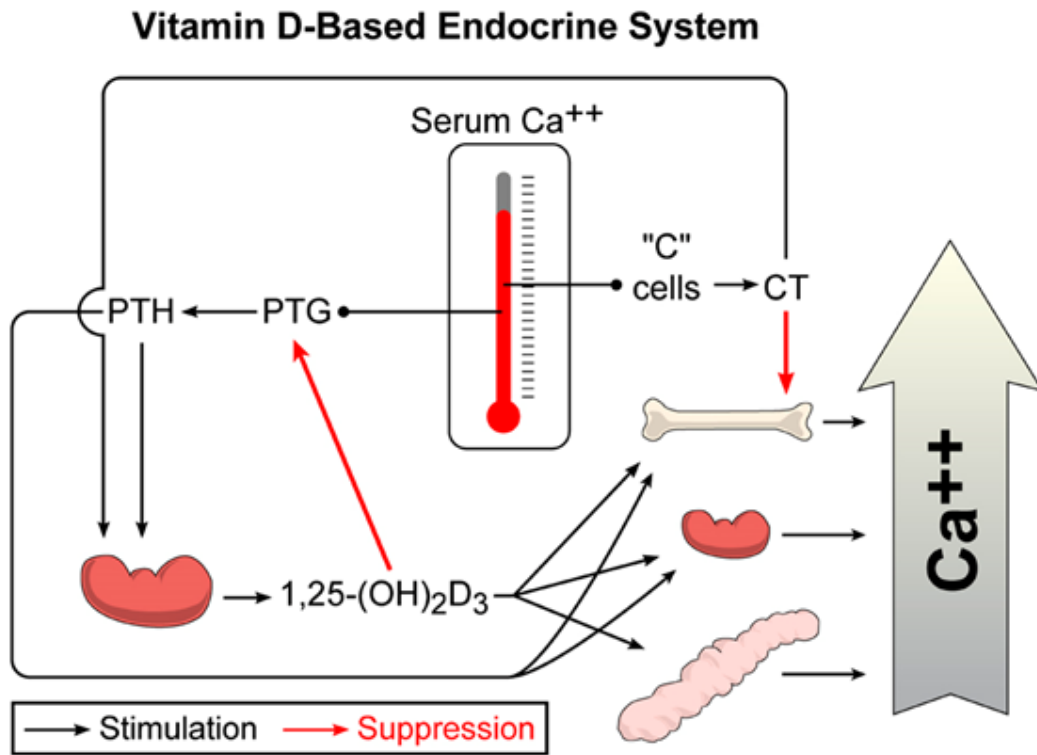 Vitamin D-Based Endocrine System
Serum Ca++
"C"
cells
CT
PTH
PTG
1,25-(OH)2D3
Ca++
Stimulation
Suppression